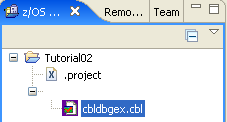 z/OS ... Remo... Team
Tutorial02
.project
cbldbgex.cbl